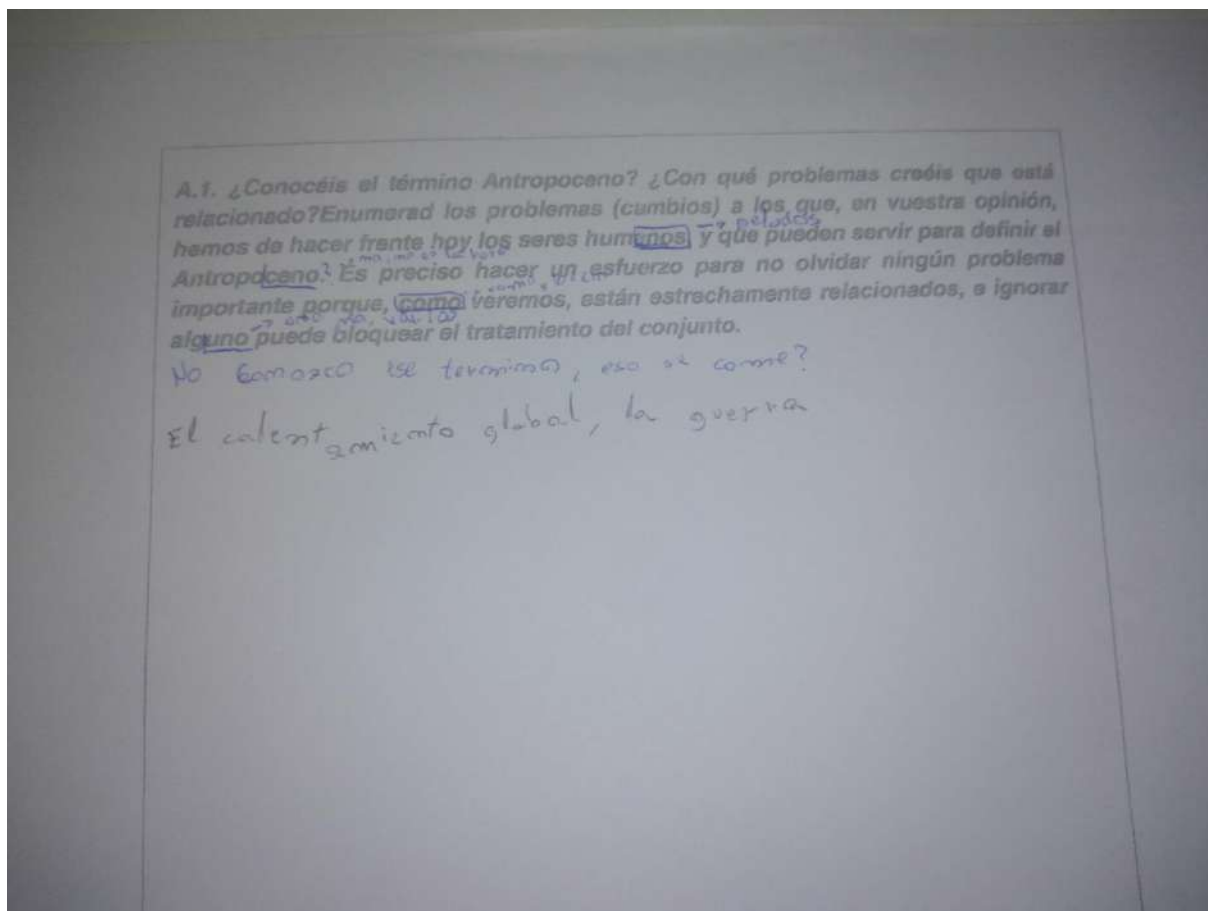 A.1. ¿Conocéis el término Antropoceno? ¿Con qué problemas creéis que está
relacionado?Enumerad los problemas (cambios) a los que, en vuestra opinión,
→ peludos
hemos de hacer frente hoy los seres humanos y que pueden servir para definir el
Antropoceno. Es preciso hacer un esfuerzo para no olvidar ningún problema
importante porque, como veremos, están estrechamente relacionados, e ignorar
alguno puede bloquear el tratamiento del conjunto.
No conozco ese termino, eso se come?
El calentamiento global, la guerra